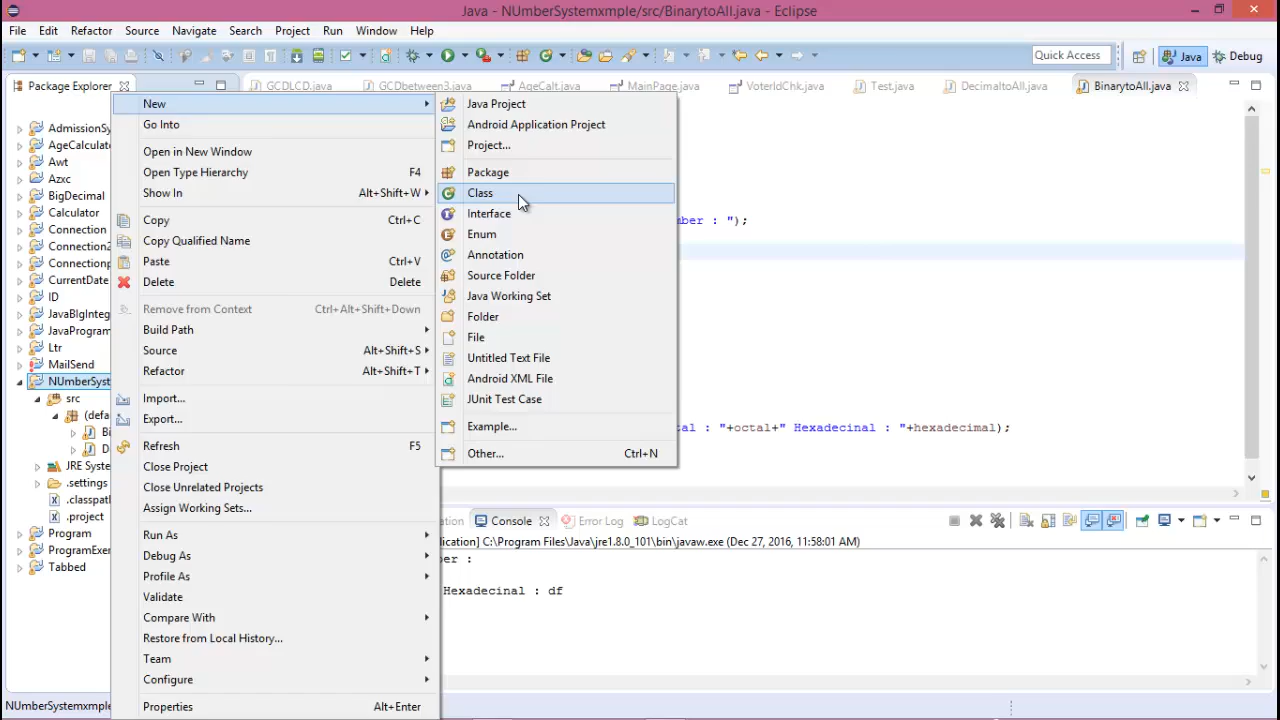 Java - NUmberSystemxmple/src/BinarytoAll.java - Eclipse
File Edit Refactor Source Navigate Search Project Run Window Help
Quick Access Java Debug
Package Explorer GCDLCD.java GCDbetween3.java AgeCalt.java MainPage.java VoterIdChk.java Test.java DecimaltoAll.java BinarytoAll.java
AdmissionSy
AgeCalculato
Awt
Azxc
BigDecimal
Calculator
Connection
Connection2
Connectionp
CurrentDate
ID
JavaBIgInteg
JavaProgram
Ltr
MailSend
NUmberSyst
src
(defa
Bi
D
JRE Syste
.settings
.classpath
.project
Program
ProgramExer
Tabbed
New
Go Into
Open in New Window
Open Type Hierarchy F4
Show In Alt+Shift+W
Copy Ctrl+C
Copy Qualified Name
Paste Ctrl+V
Delete Delete
Remove from Context Ctrl+Alt+Shift+Down
Build Path
Source Alt+Shift+S
Refactor Alt+Shift+T
Import...
Export...
Refresh F5
Close Project
Close Unrelated Projects
Assign Working Sets...
Run As
Debug As
Profile As
Validate
Compare With
Restore from Local History...
Team
Configure
Properties Alt+Enter
Java Project
Android Application Project
Project...
Package
Class
Interface
Enum
Annotation
Source Folder
Java Working Set
Folder
File
Untitled Text File
Android XML File
JUnit Test Case
Example...
Other... Ctrl+N
mber : ");
tal : "+octal+" Hexadecinal : "+hexadecimal);
ation Console Error Log LogCat
ication] C:\Program Files\Java\jre1.8.0_101\bin\javaw.exe (Dec 27, 2016, 11:58:01 AM)
ber :
Hexadecinal : df
NUmberSystemxmple